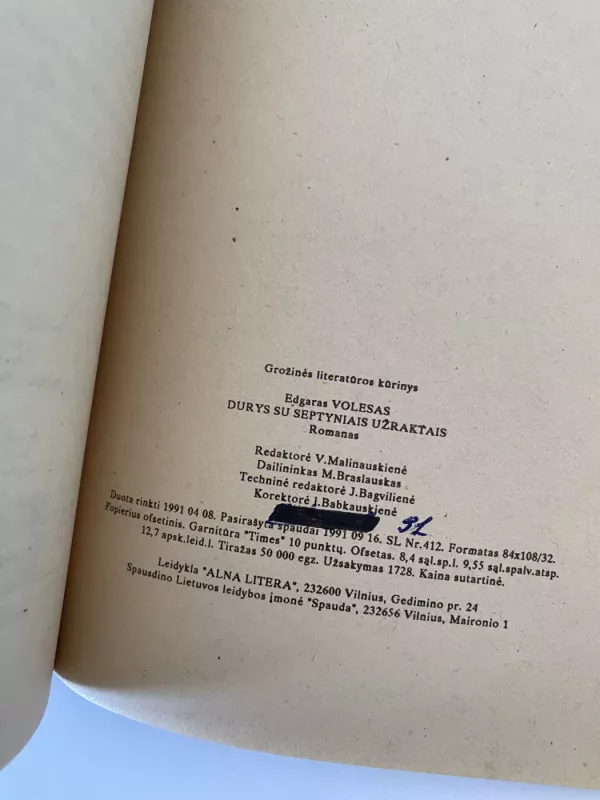 Grožinės literatūros kūrinys
Edgaras VOLESAS
DURYS SU SEPTYNIAIS UŽRAKTAIS
Romanas
Redaktorė V.Malinauskienė
Dailininkas M.Braslauskas
Techninė redaktorė J.Bagvilienė
Korektorė I.Babkauskienė
Duota rinkti 1991 04 08. Pasirašyta spaudai 1991 09 16. SL Nr.412. Formatas 84x108/32.
Popierius ofsetinis. Garnitūra "Times" 10 punktų. Ofsetas. 8,4 sąl.sp.l. 9,55 sąl.spalv.atsp.
12,7 apsk.leid.l. Tiražas 50 000 egz. Užsakymas 1728. Kaina sutartinė.
Leidykla "ALNA LITERA", 232600 Vilnius, Gedimino pr. 24
Spausdino Lietuvos leidybos įmonė "Spauda", 232656 Vilnius, Maironio 1